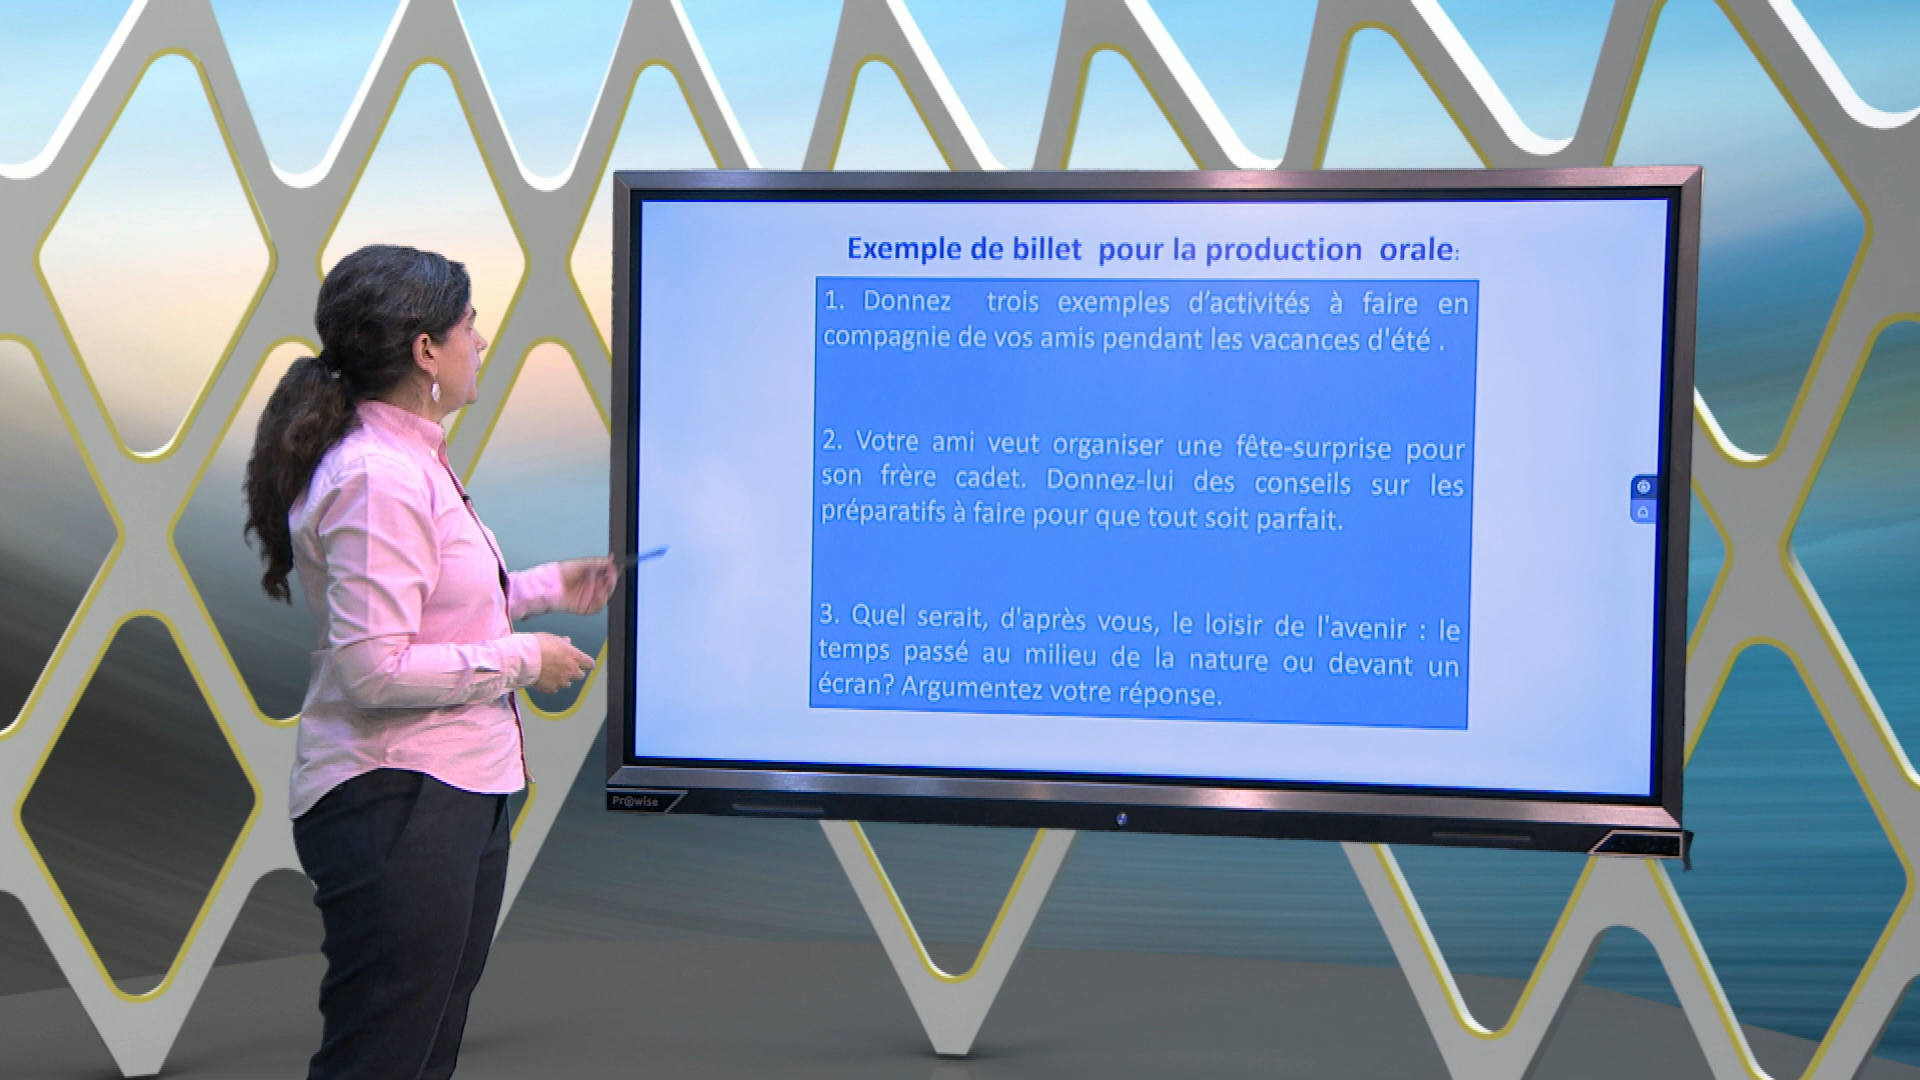 Exemple de billet pour la production orale:
1. Donnez trois exemples d’activités à faire en
compagnie de vos amis pendant les vacances d'été .
2. Votre ami veut organiser une fête-surprise pour
son frère cadet. Donnez-lui des conseils sur les
préparatifs à faire pour que tout soit parfait.
3. Quel serait, d'après vous, le loisir de l'avenir : le
temps passé au milieu de la nature ou devant un
écran? Argumentez votre réponse.
Prowise